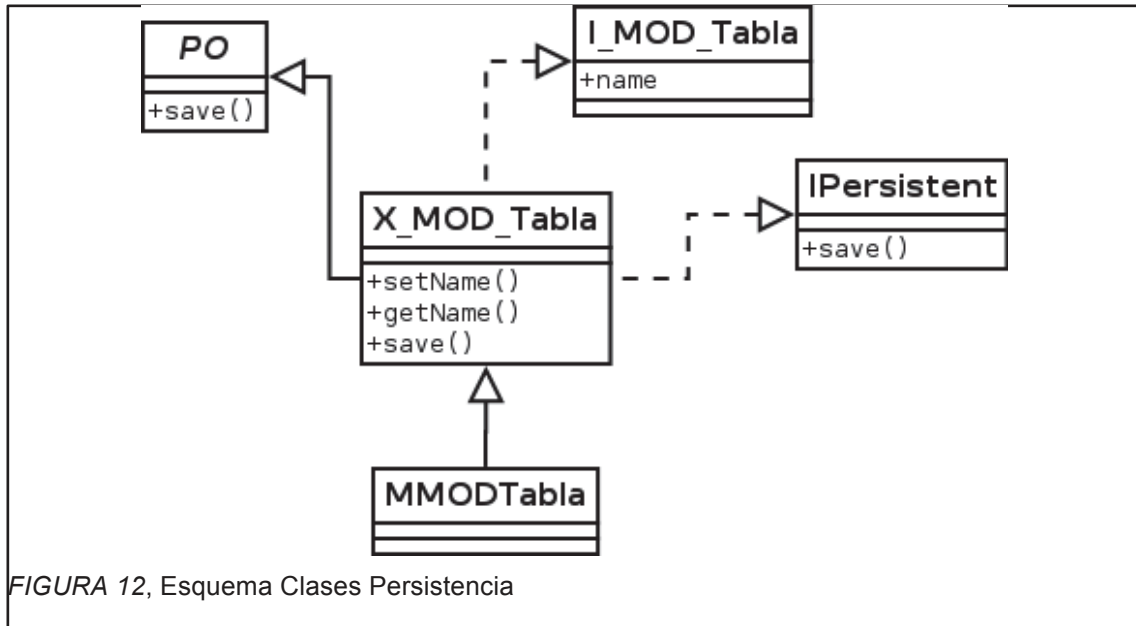 PO
+save()
I_MOD_Tabla
+name
IPersistent
+save()
X_MOD_Tabla
+setName()
+getName()
+save()
MMODTabla
FIGURA 12, Esquema Clases Persistencia